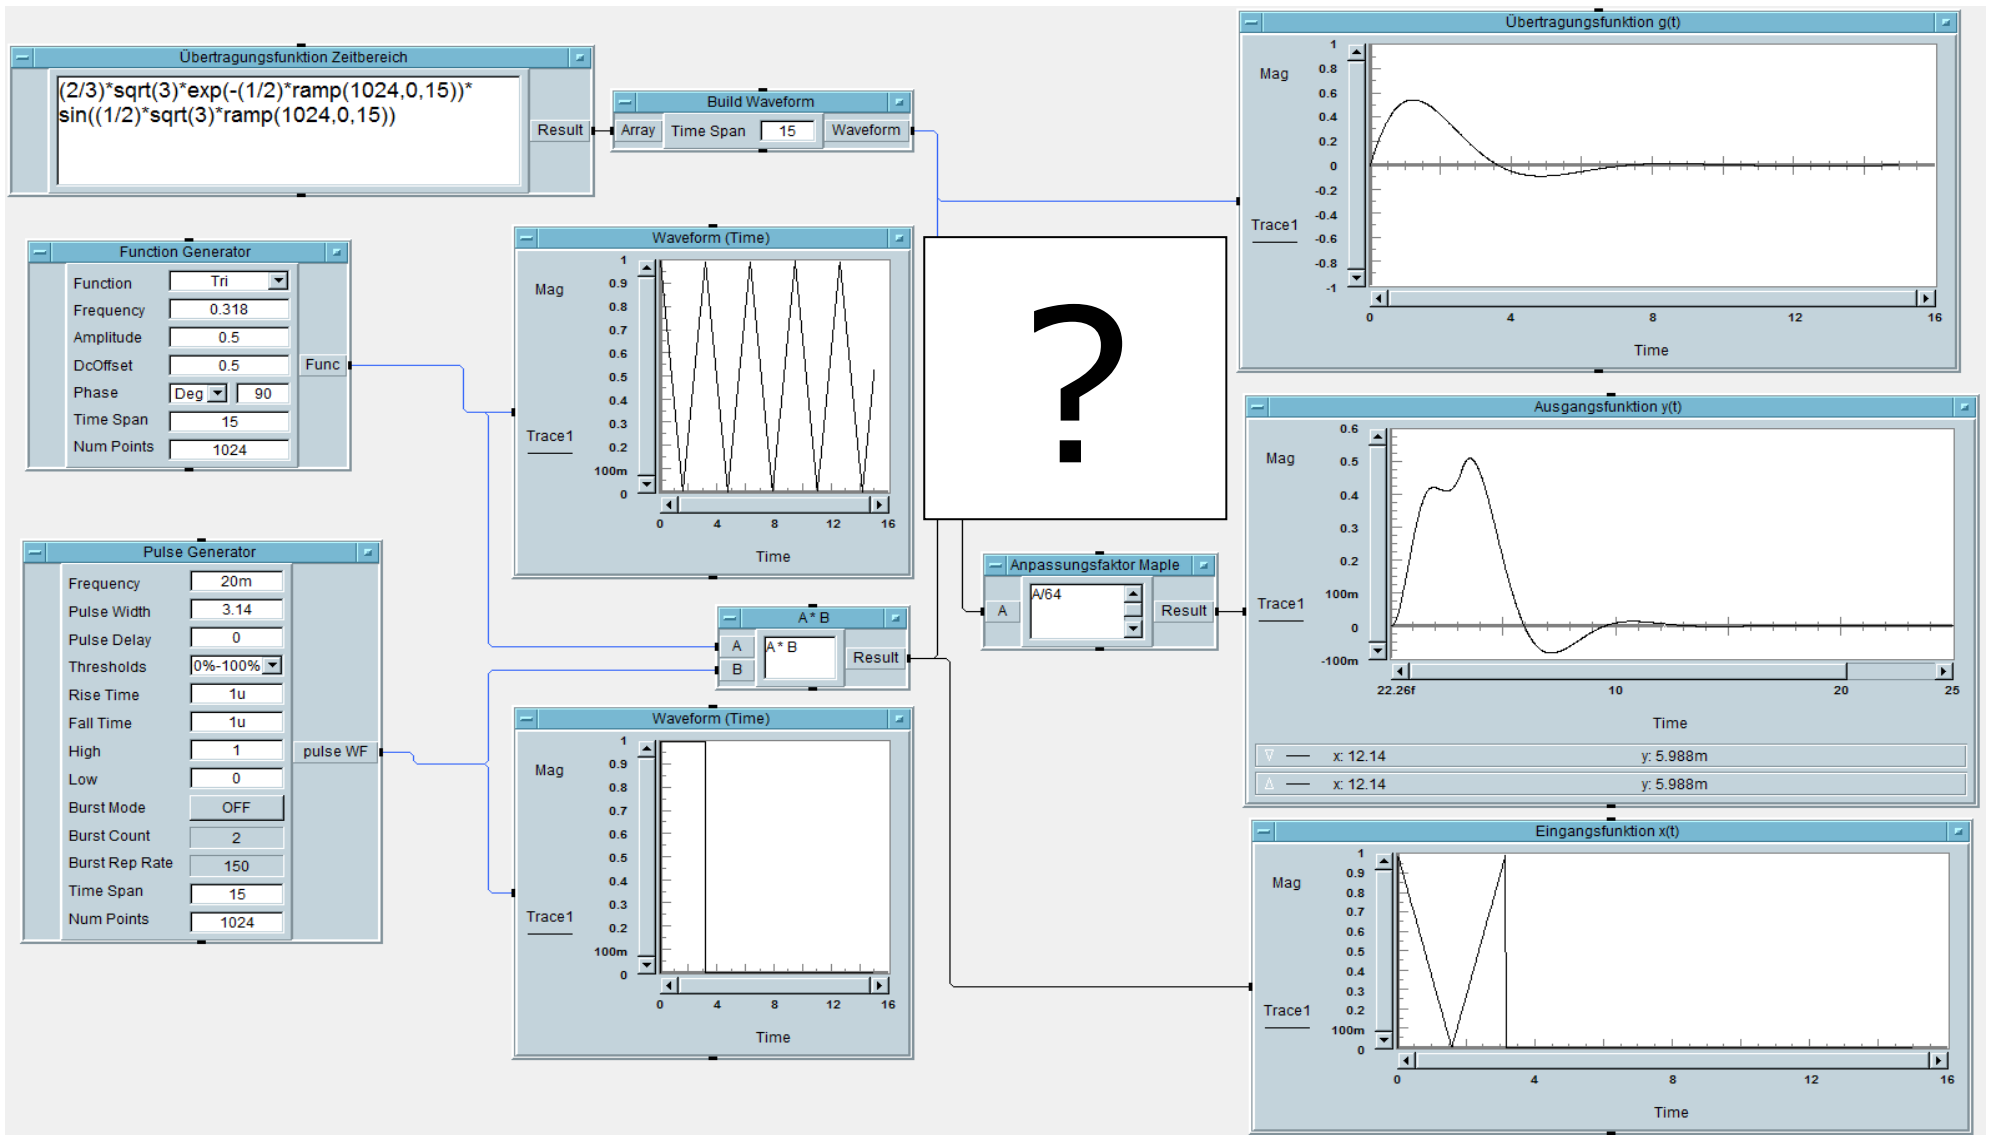 Übertragungsfunktion Zeitbereich
(2/3)*sqrt(3)*exp(-(1/2)*ramp(1024,0,15))*
sin((1/2)*sqrt(3)*ramp(1024,0,15))
Result
Build Waveform
Array
Time Span
15
Waveform
Übertragungsfunktion g(t)
Mag
Trace1
1
0.8
0.6
0.4
0.2
0
-0.2
-0.4
-0.6
-0.8
-1
0
4
8
12
16
Time
Function Generator
Function
Tri
Frequency
0.318
Amplitude
0.5
DcOffset
0.5
Phase
Deg
90
Time Span
15
Num Points
1024
Func
Waveform (Time)
Mag
Trace1
1
0.9
0.8
0.7
0.6
0.5
0.4
0.3
0.2
100m
0
0
4
8
12
16
Time
?
Ausgangsfunktion y(t)
Mag
Trace1
0.6
0.5
0.4
0.3
0.2
100m
0
-100m
22.26f
10
20
25
Time
x: 12.14
y: 5.988m
x: 12.14
y: 5.988m
Pulse Generator
Frequency
20m
Pulse Width
3.14
Pulse Delay
0
Thresholds
0%-100%
Rise Time
1u
Fall Time
1u
High
1
Low
0
Burst Mode
OFF
Burst Count
2
Burst Rep Rate
150
Time Span
15
Num Points
1024
pulse WF
A * B
A
B
A * B
Result
Anpassungsfaktor Maple
A
A/64
Result
Waveform (Time)
Mag
Trace1
1
0.9
0.8
0.7
0.6
0.5
0.4
0.3
0.2
100m
0
0
4
8
12
16
Time
Eingangsfunktion x(t)
Mag
Trace1
1
0.9
0.8
0.7
0.6
0.5
0.4
0.3
0.2
100m
0
0
4
8
12
16
Time